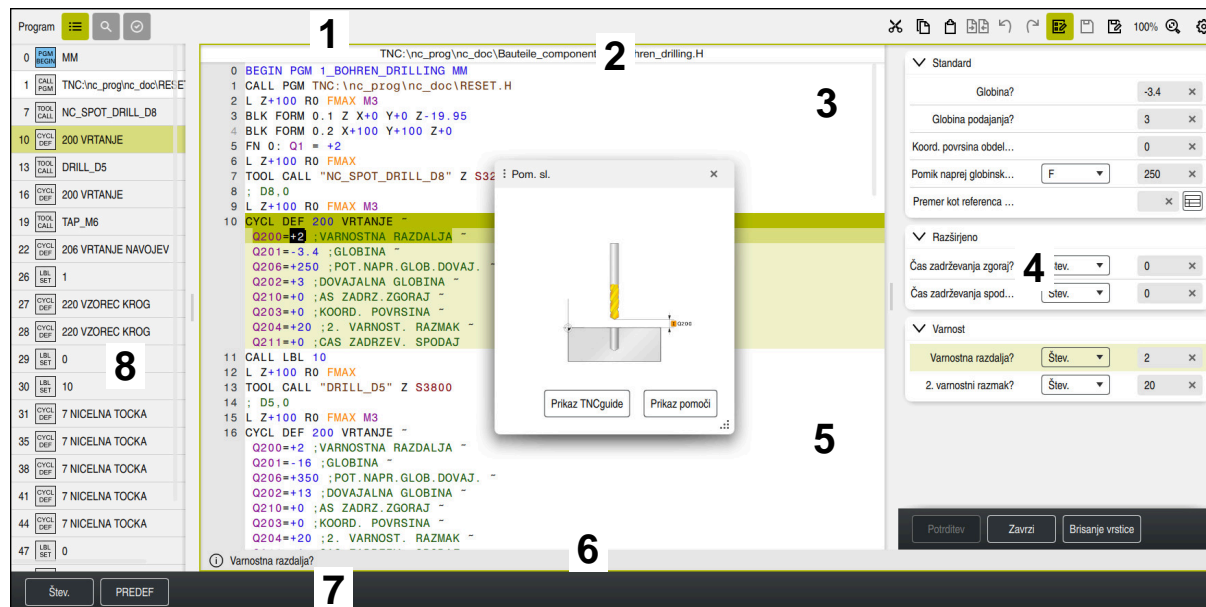 Program
1
100%
0 PGM BEGIN MM
1 CALL PGM TNC:\nc_prog\nc_doc\RESE
7 TOOL CALL NC_SPOT_DRILL_D8
10 CYCL DEF 200 VRTANJE
13 TOOL CALL DRILL_D5
16 CYCL DEF 200 VRTANJE
19 TOOL CALL TAP_M6
22 CYCL DEF 206 VRTANJE NAVOJEV
26 LBL SET 1
27 CYCL DEF 220 VZOREC KROG
28 CYCL DEF 220 VZOREC KROG
29 LBL SET 0
30 LBL SET 10
31 CYCL DEF 7 NICELNA TOCKA
35 CYCL DEF 7 NICELNA TOCKA
38 CYCL DEF 7 NICELNA TOCKA
41 CYCL DEF 7 NICELNA TOCKA
44 CYCL DEF 7 NICELNA TOCKA
47 LBL SET 0
8
TNC:\nc_prog\nc_doc\Bauteile_component hren_drilling.H
2
0 BEGIN PGM 1_BOHREN_DRILLING MM
1 CALL PGM TNC:\nc_prog\nc_doc\RESET.H
2 L Z+100 R0 FMAX M3
3 BLK FORM 0.1 Z X+0 Y+0 Z-19.95
4 BLK FORM 0.2 X+100 Y+100 Z+0
5 FN 0: Q1 = +2
6 L Z+100 R0 FMAX
7 TOOL CALL "NC_SPOT_DRILL_D8" Z S32
8 ; D8,0
9 L Z+100 R0 FMAX M3
10 CYCL DEF 200 VRTANJE ~
Q200=+2 ;VARNOSTNA RAZDALJA ~
Q201=-3.4 ;GLOBINA ~
Q206=+250 ;POT.NAPR.GLOB.DOVAJ. ~
Q202=+3 ;DOVAJALNA GLOBINA ~
Q210=+0 ;AS ZADRZ.ZGORAJ ~
Q203=+0 ;KOORD. POVRSINA ~
Q204=+20 ;2. VARNOST. RAZMAK ~
Q211=+0 ;CAS ZADRZEV. SPODAJ
11 CALL LBL 10
12 L Z+100 R0 FMAX
13 TOOL CALL "DRILL_D5" Z S3800
14 ; D5,0
15 L Z+100 R0 FMAX M3
16 CYCL DEF 200 VRTANJE ~
Q200=+2 ;VARNOSTNA RAZDALJA ~
Q201=-16 ;GLOBINA ~
Q206=+350 ;POT.NAPR.GLOB.DOVAJ. ~
Q202=+13 ;DOVAJALNA GLOBINA ~
Q210=+0 ;AS ZADRZ.ZGORAJ ~
Q203=+0 ;KOORD. POVRSINA ~
Q204=+20 ;2. VARNOST. RAZMAK ~
3
5
Pom. sl.
Q200
Prikaz TNCguide
Prikaz pomoči
Standard
Globina? -3.4
Globina podajanja? 3
Koord. povrsina obdel... 0
Pomik naprej globinsk... F 250
Premer kot referenca ...
Razširjeno
Čas zadrževanja zgoraj? tev. 0
Čas zadrževanja spod... Štev. 0
4
Varnost
Varnostna razdalja? Štev. 2
2. varnostni razmak? Štev. 20
Potrditev
Zavrzi
Brisanje vrstice
Varnostna razdalja?
6
Štev.
PREDEF
7